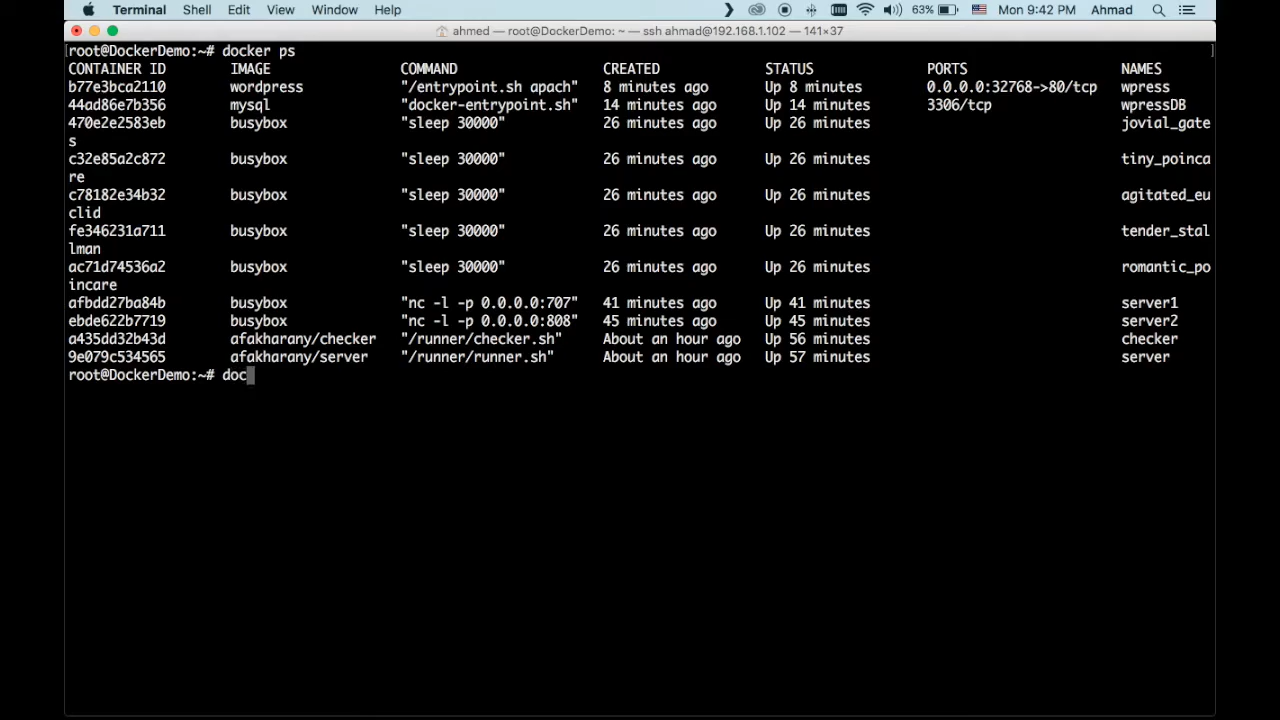 Terminal Shell Edit View Window Help 63% Mon 9:42 PM Ahmad
ahmed — root@DockerDemo: ~ — ssh ahmad@192.168.1.102 — 141×37
[root@DockerDemo:~# docker ps ]
CONTAINER ID IMAGE COMMAND CREATED STATUS PORTS NAMES
b77e3bca2110 wordpress "/entrypoint.sh apach" 8 minutes ago Up 8 minutes 0.0.0.0:32768->80/tcp wpress
44ad86e7b356 mysql "docker-entrypoint.sh" 14 minutes ago Up 14 minutes 3306/tcp wpressDB
470e2e2583eb busybox "sleep 30000" 26 minutes ago Up 26 minutes jovial_gate
s
c32e85a2c872 busybox "sleep 30000" 26 minutes ago Up 26 minutes tiny_poinca
re
c78182e34b32 busybox "sleep 30000" 26 minutes ago Up 26 minutes agitated_eu
clid
fe346231a711 busybox "sleep 30000" 26 minutes ago Up 26 minutes tender_stal
lman
ac71d74536a2 busybox "sleep 30000" 26 minutes ago Up 26 minutes romantic_po
incare
afbdd27ba84b busybox "nc -l -p 0.0.0.0:707" 41 minutes ago Up 41 minutes server1
ebde622b7719 busybox "nc -l -p 0.0.0.0:808" 45 minutes ago Up 45 minutes server2
a435dd32b43d afakharany/checker "/runner/checker.sh" About an hour ago Up 56 minutes checker
9e079c534565 afakharany/server "/runner/runner.sh" About an hour ago Up 57 minutes server
root@DockerDemo:~# doc